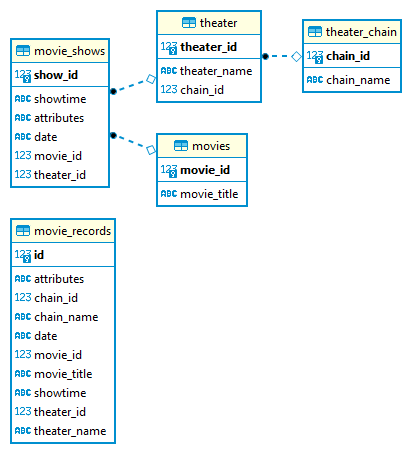 movie_shows
123 show_id
ABC showtime
ABC attributes
ABC date
123 movie_id
123 theater_id
theater
123 theater_id
ABC theater_name
123 chain_id
theater_chain
123 chain_id
ABC chain_name
movies
123 movie_id
ABC movie_title
movie_records
123 id
ABC attributes
123 chain_id
ABC chain_name
ABC date
123 movie_id
ABC movie_title
ABC showtime
123 theater_id
ABC theater_name